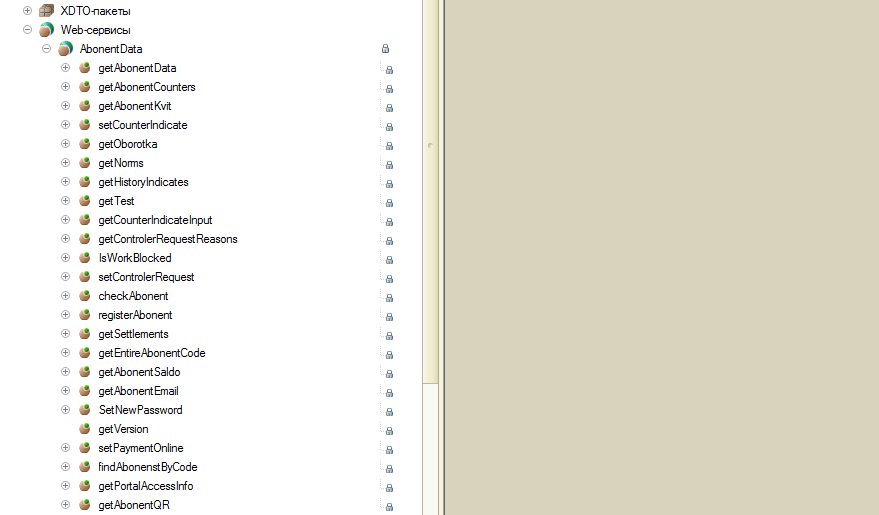 XDTO-пакеты
Web-сервисы
AbonentData
getAbonentData
getAbonentCounters
getAbonentKvit
setCounterIndicate
getOborotka
getNorms
getHistoryIndicates
getTest
getCounterIndicateInput
getControlerRequestReasons
IsWorkBlocked
setControlerRequest
checkAbonent
registerAbonent
getSettlements
getEntireAbonentCode
getAbonentSaldo
getAbonentEmail
SetNewPassword
getVersion
setPaymentOnline
findAbonenstByCode
getPortalAccessInfo
getAbonentQR